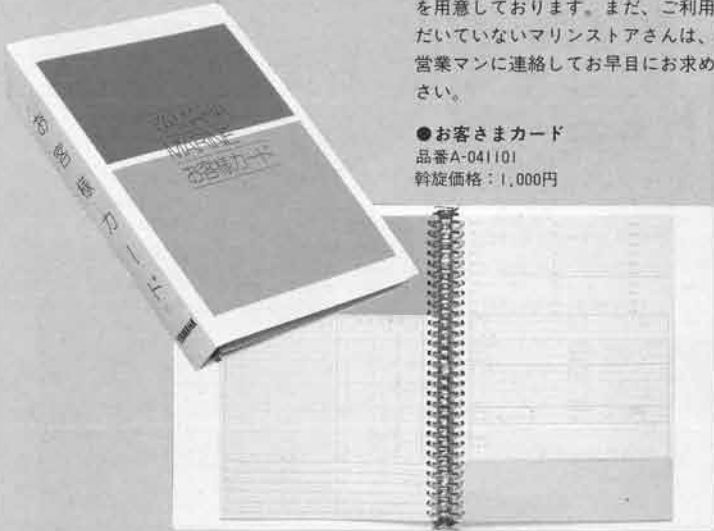 を用意しております。まだ、ご利用
だいていないマリンストアさんは、
営業マンに連絡してお早目にお求め
さい。
●お客さまカード
品番A-041101
斡旋価格：1,000円
YAMAHA
MARINE
お客様カード
お客様カード
YAMAHA